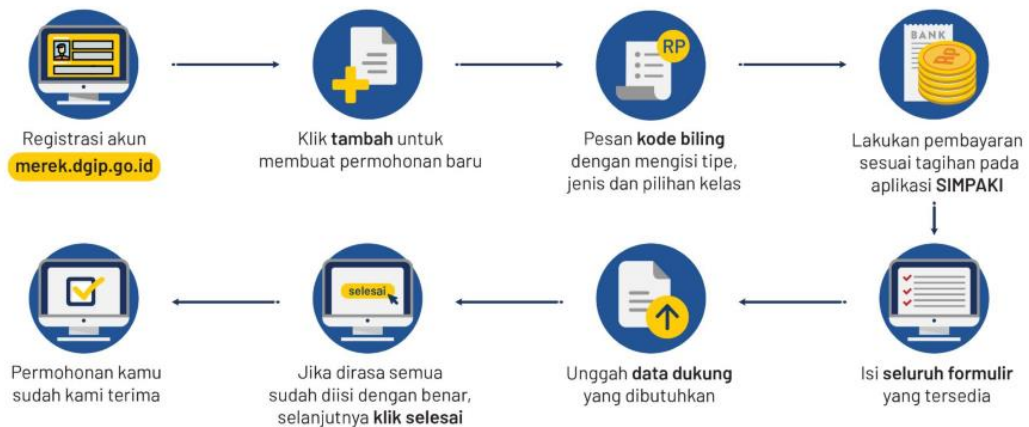 Registrasi akun
merek.dgip.go.id
Klik tambah untuk
membuat permohonan baru
RP
Pesan kode biling
dengan mengisi tipe,
jenis dan pilihan kelas
BANK
Rp
Lakukan pembayaran
sesuai tagihan pada
aplikasi SIMPAKI
Isi seluruh formulir
yang tersedia
Unggah data dukung
yang dibutuhkan
selesai
Jika dirasa semua
sudah diisi dengan benar,
selanjutnya klik selesai
Permohonan kamu
sudah kami terima